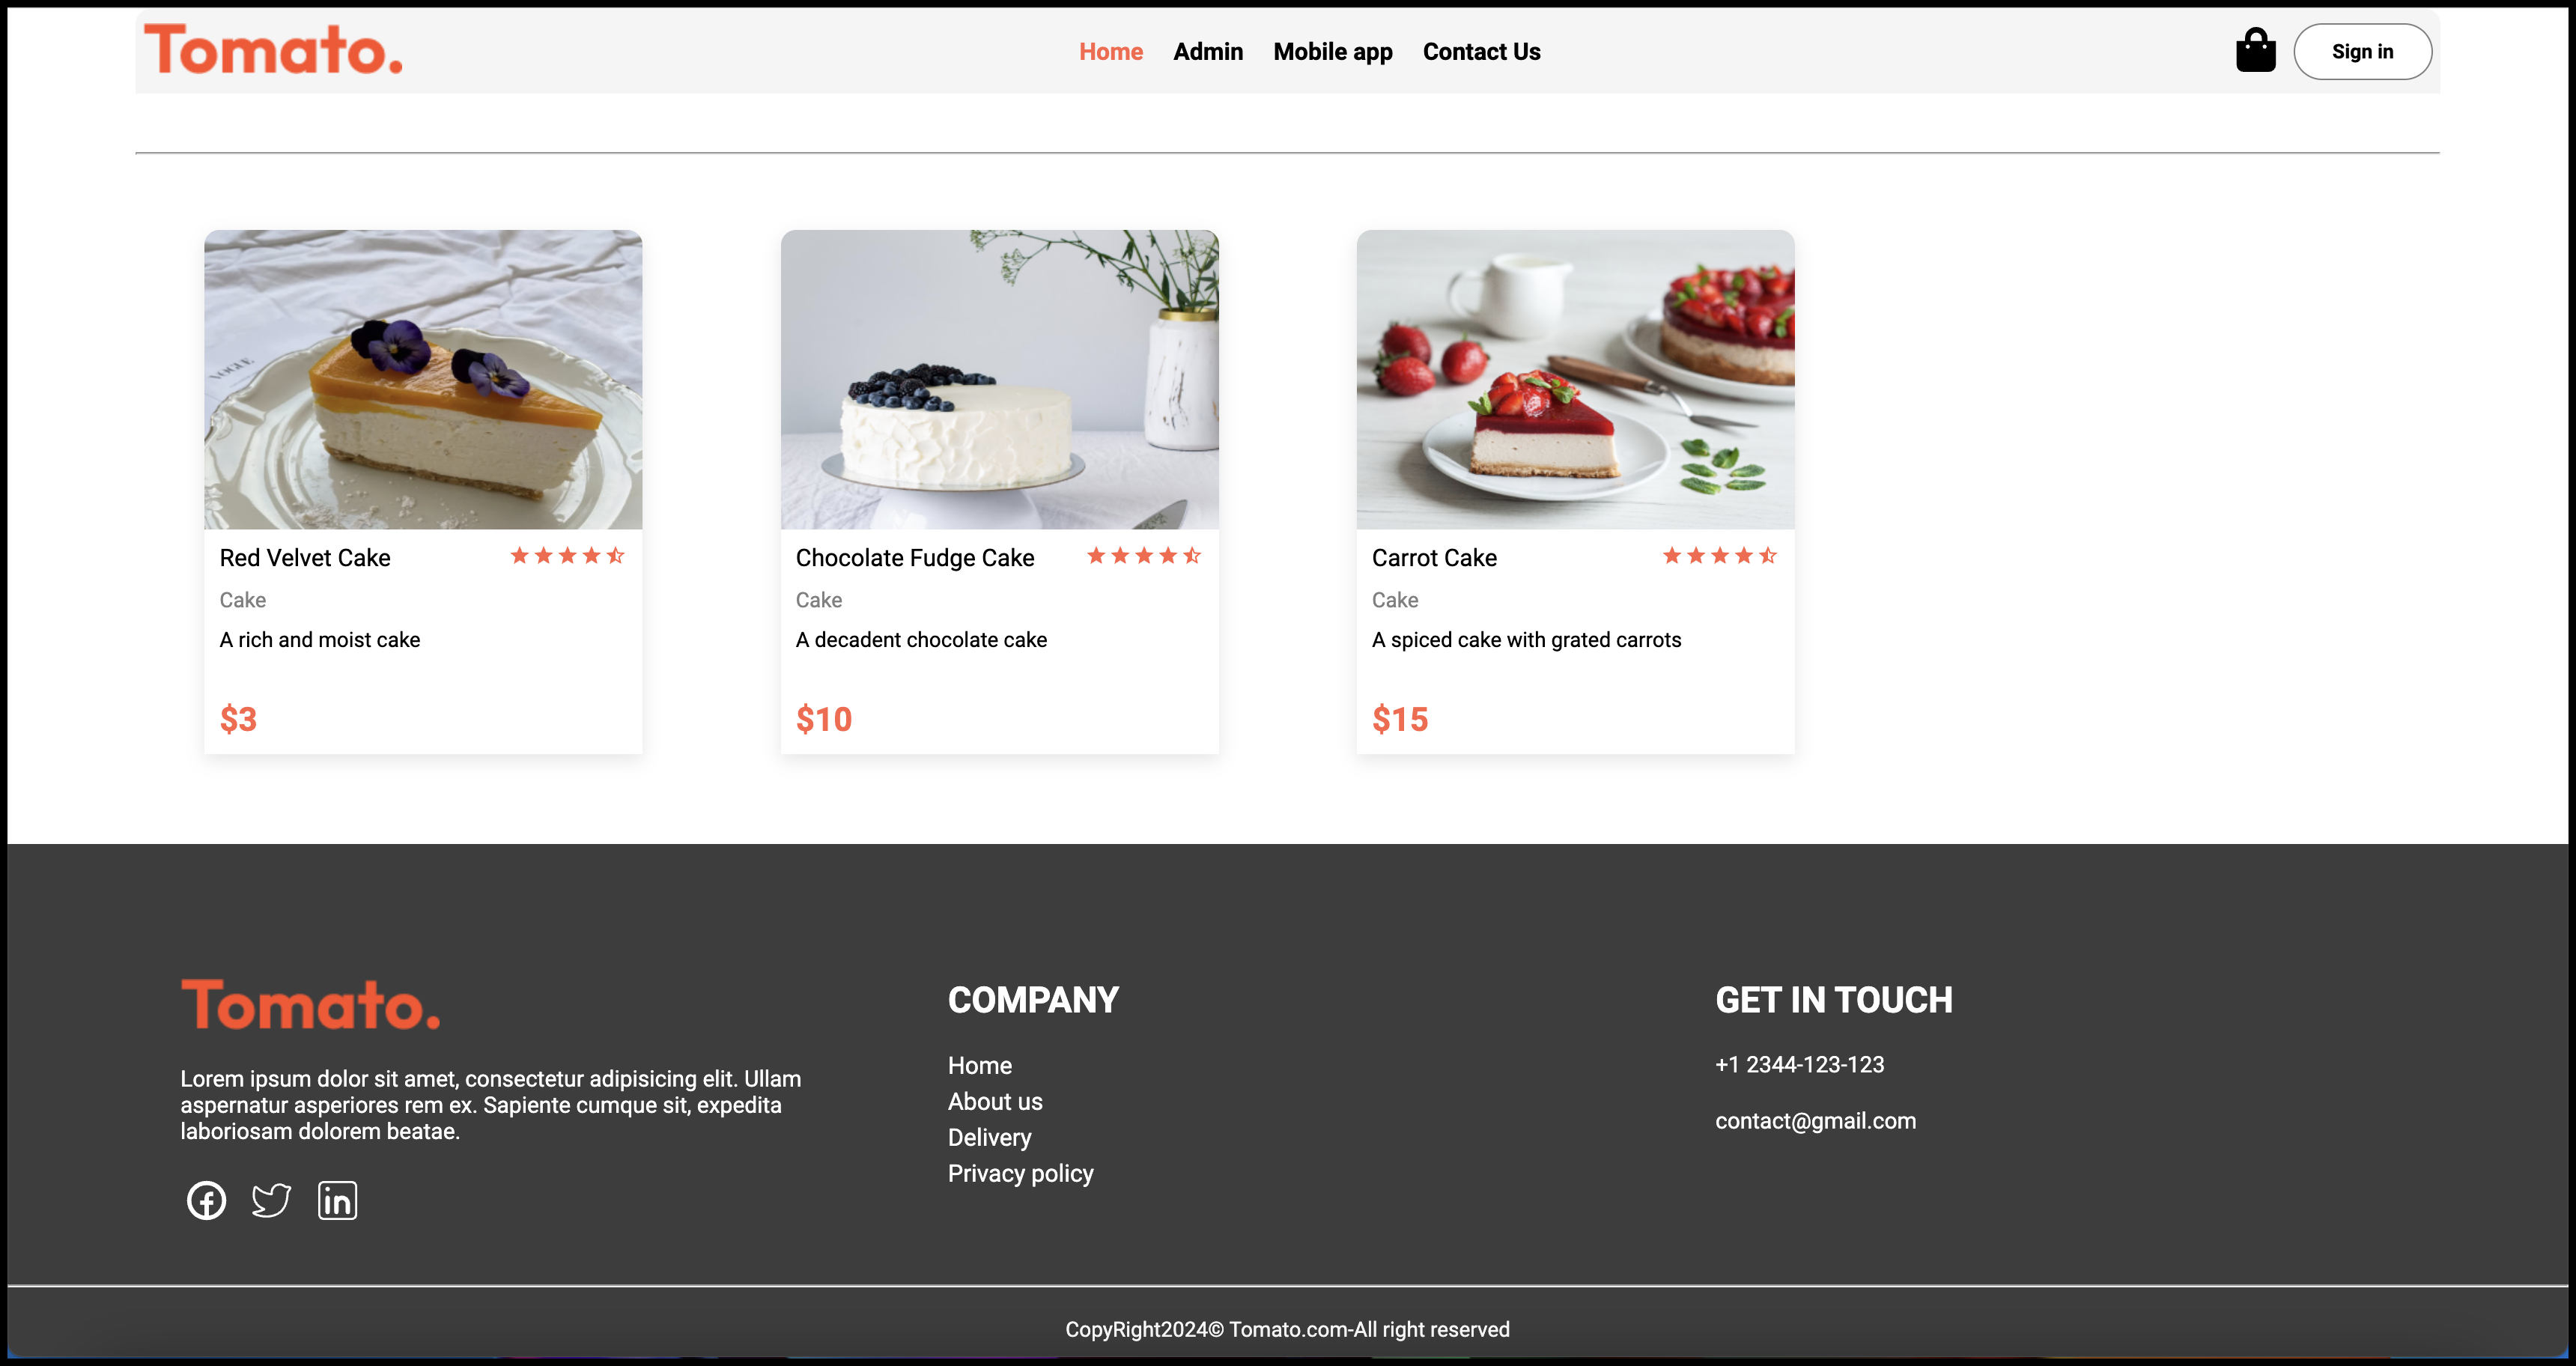 Tomato.
Home Admin Mobile app Contact Us
Sign in
VOGUE
Red Velvet Cake
Cake
A rich and moist cake
$3
Chocolate Fudge Cake
Cake
A decadent chocolate cake
$10
Carrot Cake
Cake
A spiced cake with grated carrots
$15
Tomato.
Lorem ipsum dolor sit amet, consectetur adipisicing elit. Ullam
aspernatur asperiores rem ex. Sapiente cumque sit, expedita
laboriosam dolorem beatae.
in
COMPANY
Home
About us
Delivery
Privacy policy
GET IN TOUCH
+1 2344-123-123
contact@gmail.com
CopyRight2024© Tomato.com-All right reserved